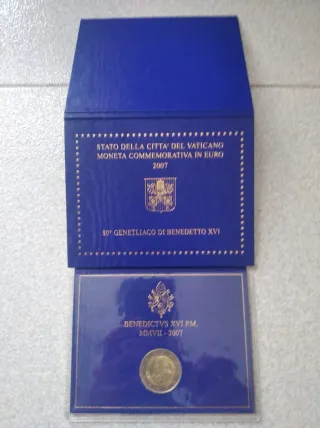 STATO DELLA CITTA' DEL VATICANO
MONETA COMMEMORATIVA IN EURO
2007
80° GENETLIACO DI BENEDETTO XVI
BENEDICTVS XVI P.M.
MMVII - 2007